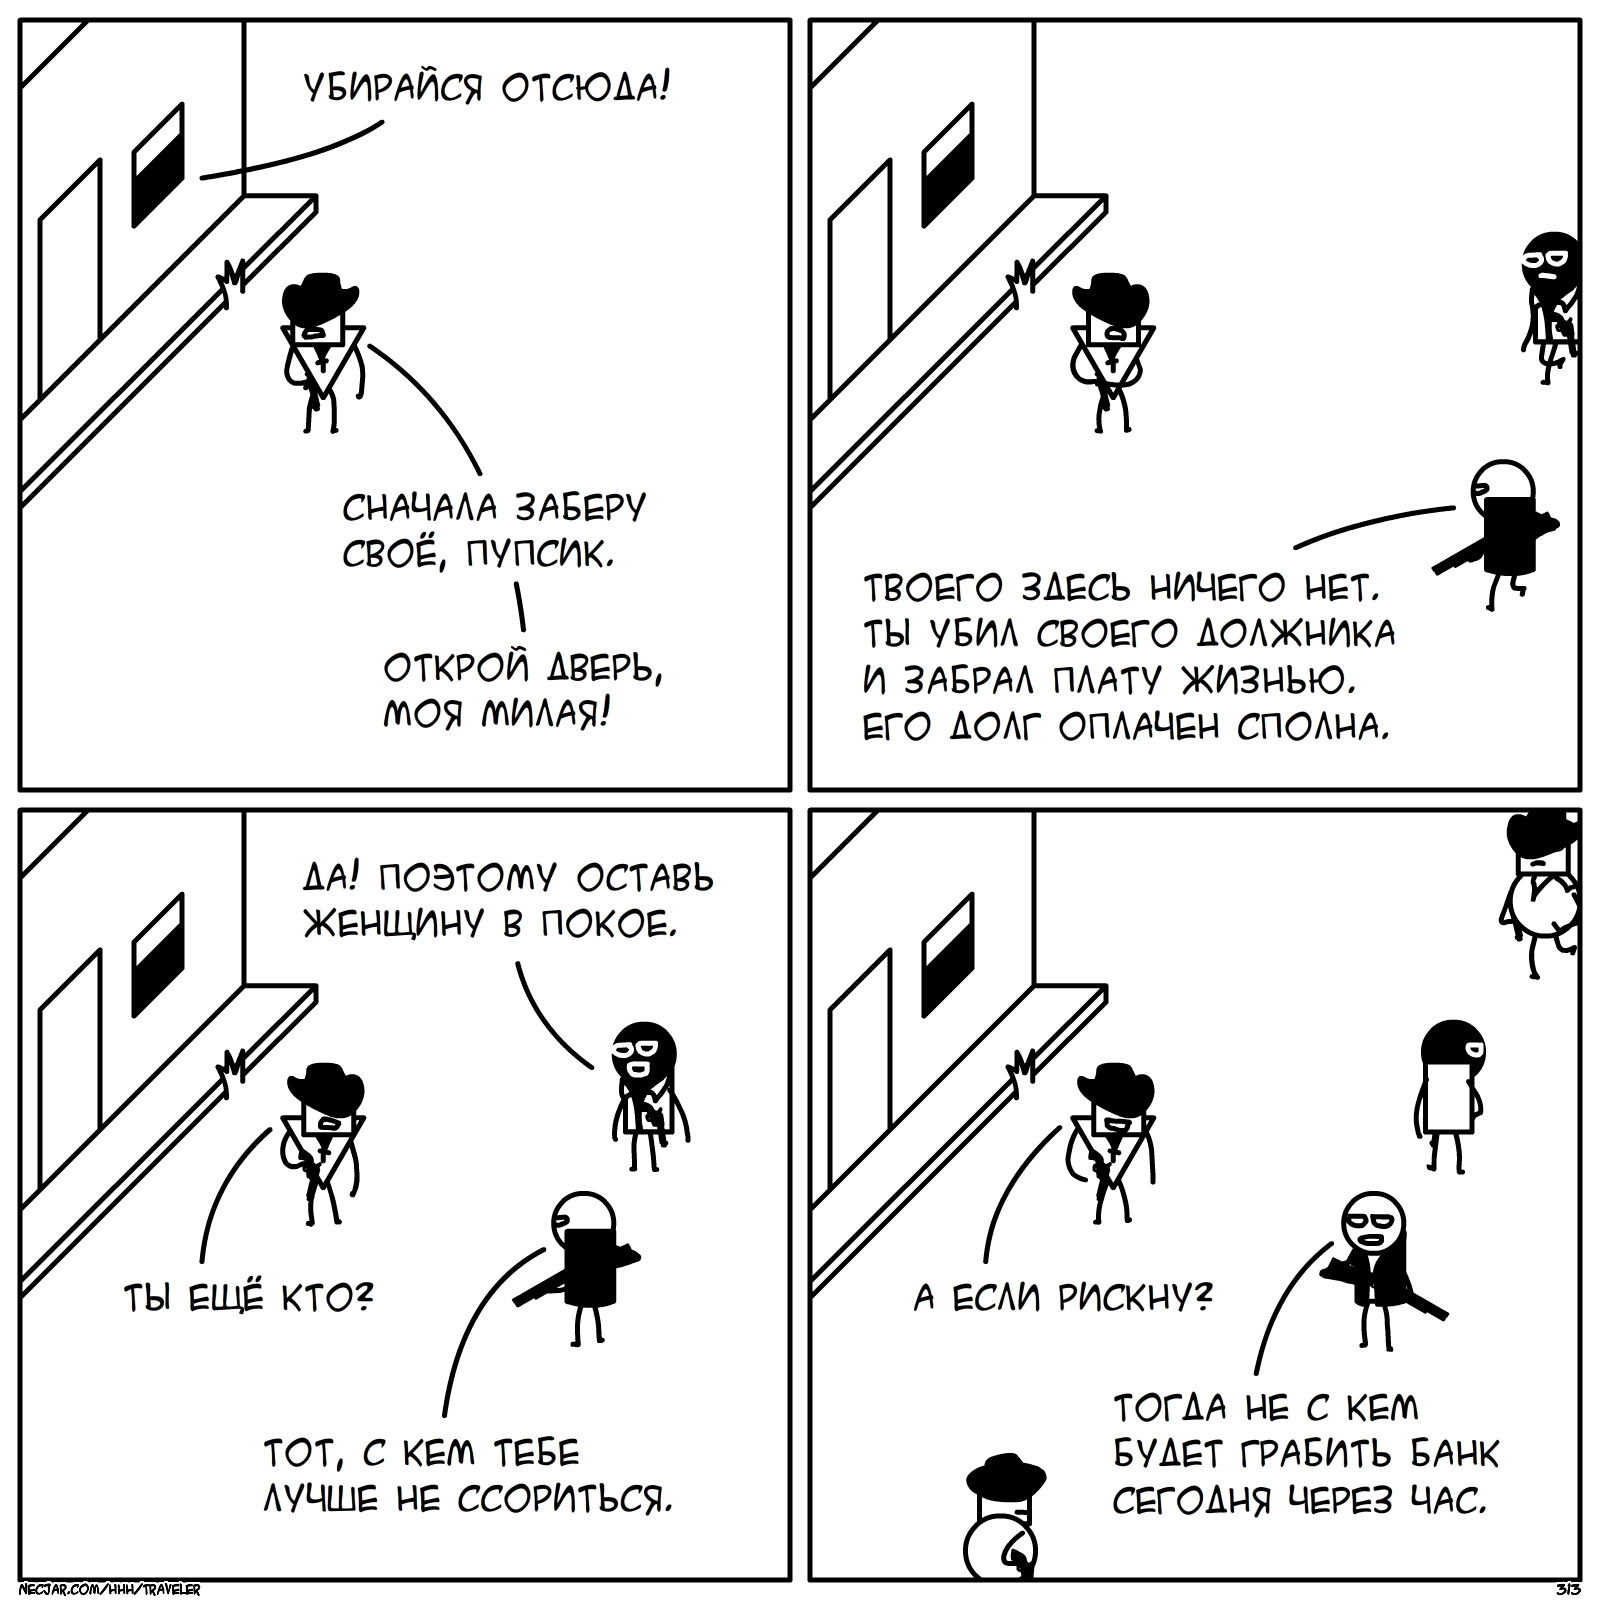 УБИРАЙСЯ ОТСЮДА!
СНАЧАЛА ЗАБЕРУ
СВОЁ, ПУПСИК.
ОТКРОЙ ДВЕРЬ,
МОЯ МИЛАЯ!
ТВОЕГО ЗДЕСЬ НИЧЕГО НЕТ.
ТЫ УБИЛ СВОЕГО ДОЛЖНИКА
И ЗАБРАЛ ПЛАТУ ЖИЗНЬЮ.
ЕГО ДОЛГ ОПЛАЧЕН СПОЛНА.
ДА! ПОЭТОМУ ОСТАВЬ
ЖЕНЩИНУ В ПОКОЕ.
ТЫ ЕЩЁ КТО?
ТОТ, С КЕМ ТЕБЕ
ЛУЧШЕ НЕ ССОРИТЬСЯ.
А ЕСЛИ РИСКНУ?
ТОГДА НЕ С КЕМ
БУДЕТ ГРАБИТЬ БАНК
СЕГОДНЯ ЧЕРЕЗ ЧАС.
NECJAR.COM/HHH/TRAVELER
313